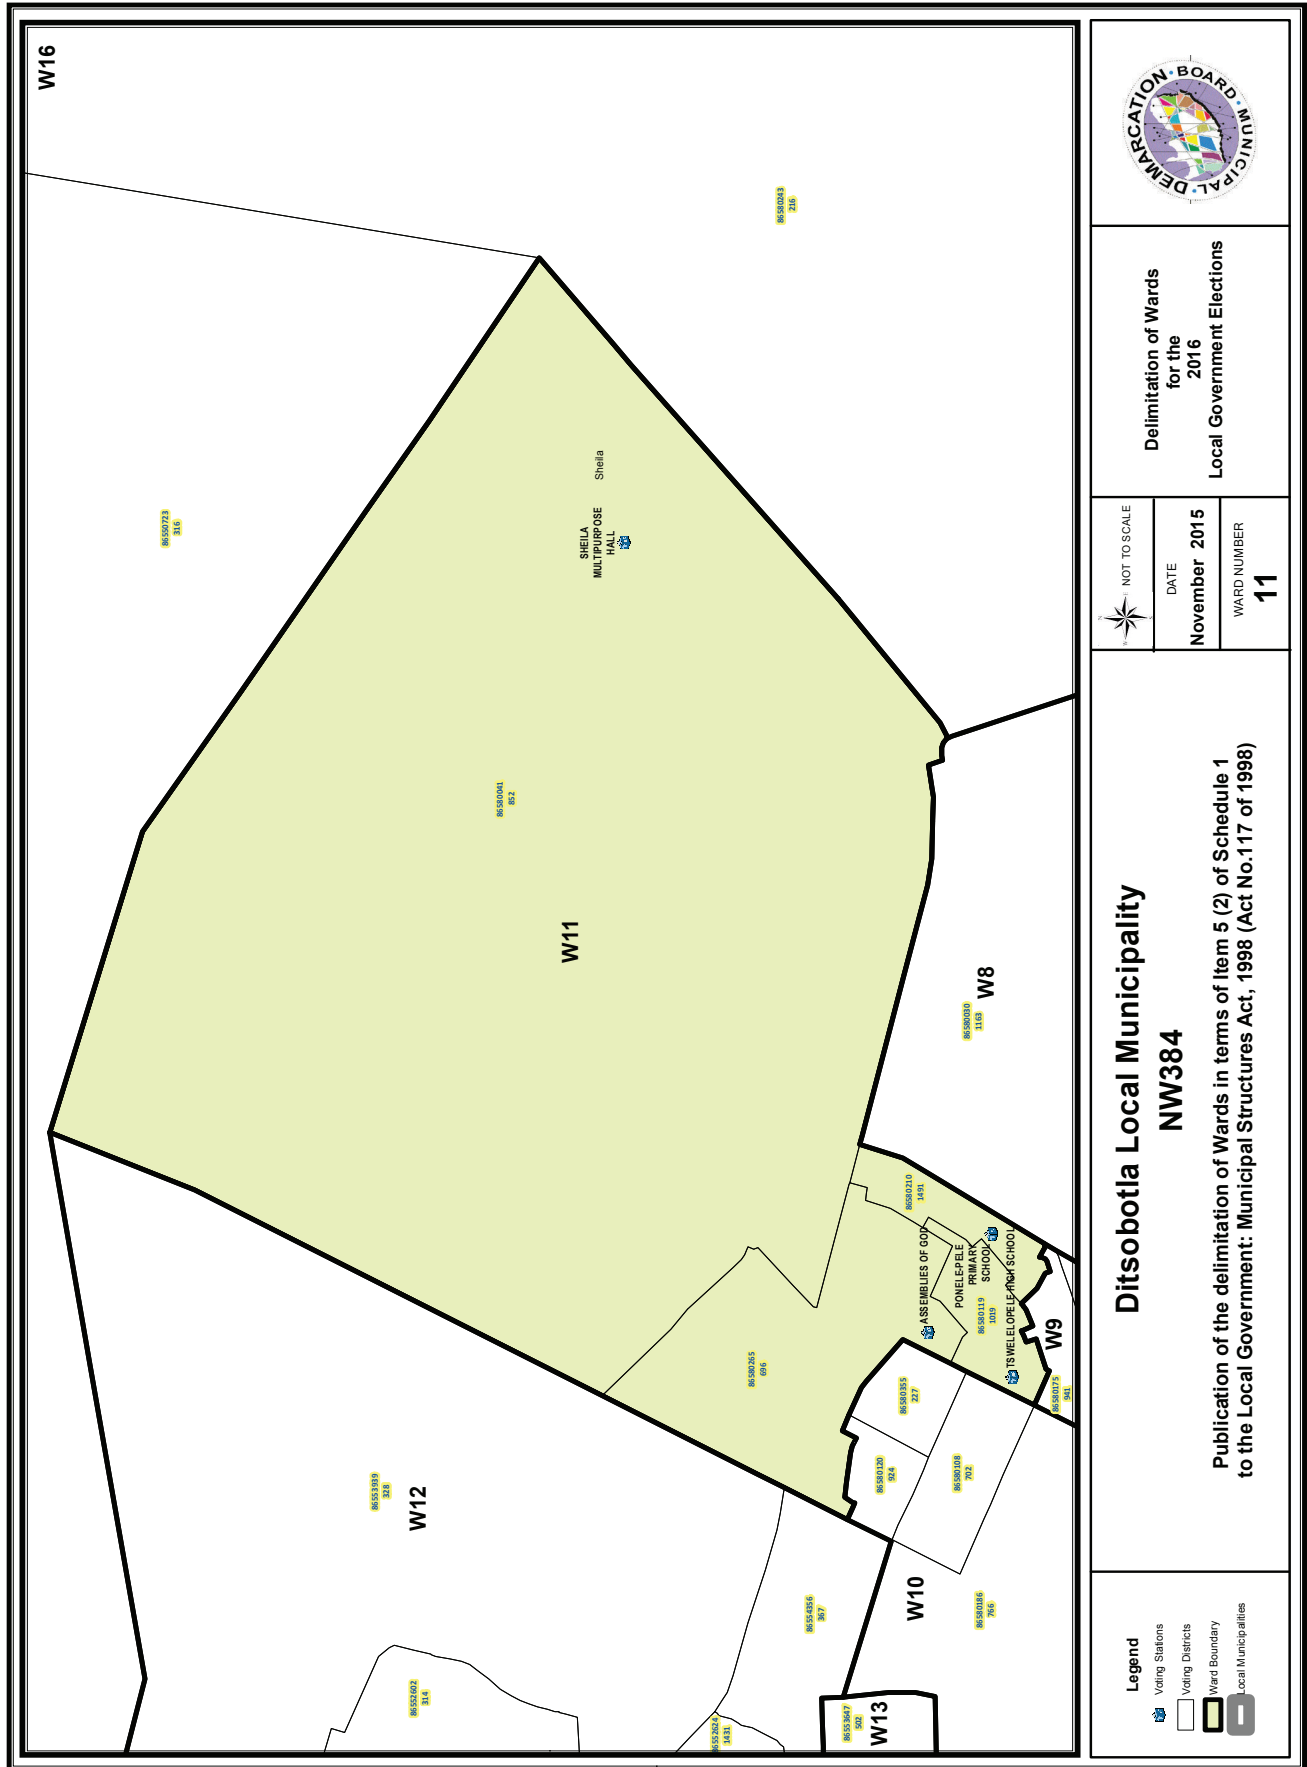 W16
86550723
316
86580243
216
SHEILA
MULTIPURPOSE
HALL
Sheila
86580041
852
W11
W8
86580030
1163
86580210
1491
ASSEMBLIES OF GOD
PONELE-PELE
PRIMARY
SCHOOL
TSWELELOPELE HIGH SCHOOL
86580119
1019
86580265
696
W9
86580175
941
86580355
227
86580120
924
86580108
702
86553939
328
W12
86554356
367
W10
86580186
766
86552602
314
86552624
1431
86553647
502
W13
Legend
Voting Stations
Voting Districts
Ward Boundary
Local Municipalities
Ditsobotla Local Municipality
NW384
Publication of the delimitation of Wards in terms of Item 5 (2) of Schedule 1
to the Local Government: Municipal Structures Act, 1998 (Act No.117 of 1998)
N
W
E
S
NOT TO SCALE
DATE
November 2015
WARD NUMBER
11
Delimitation of Wards
for the
2016
Local Government Elections
MUNICIPAL DEMARCATION BOARD